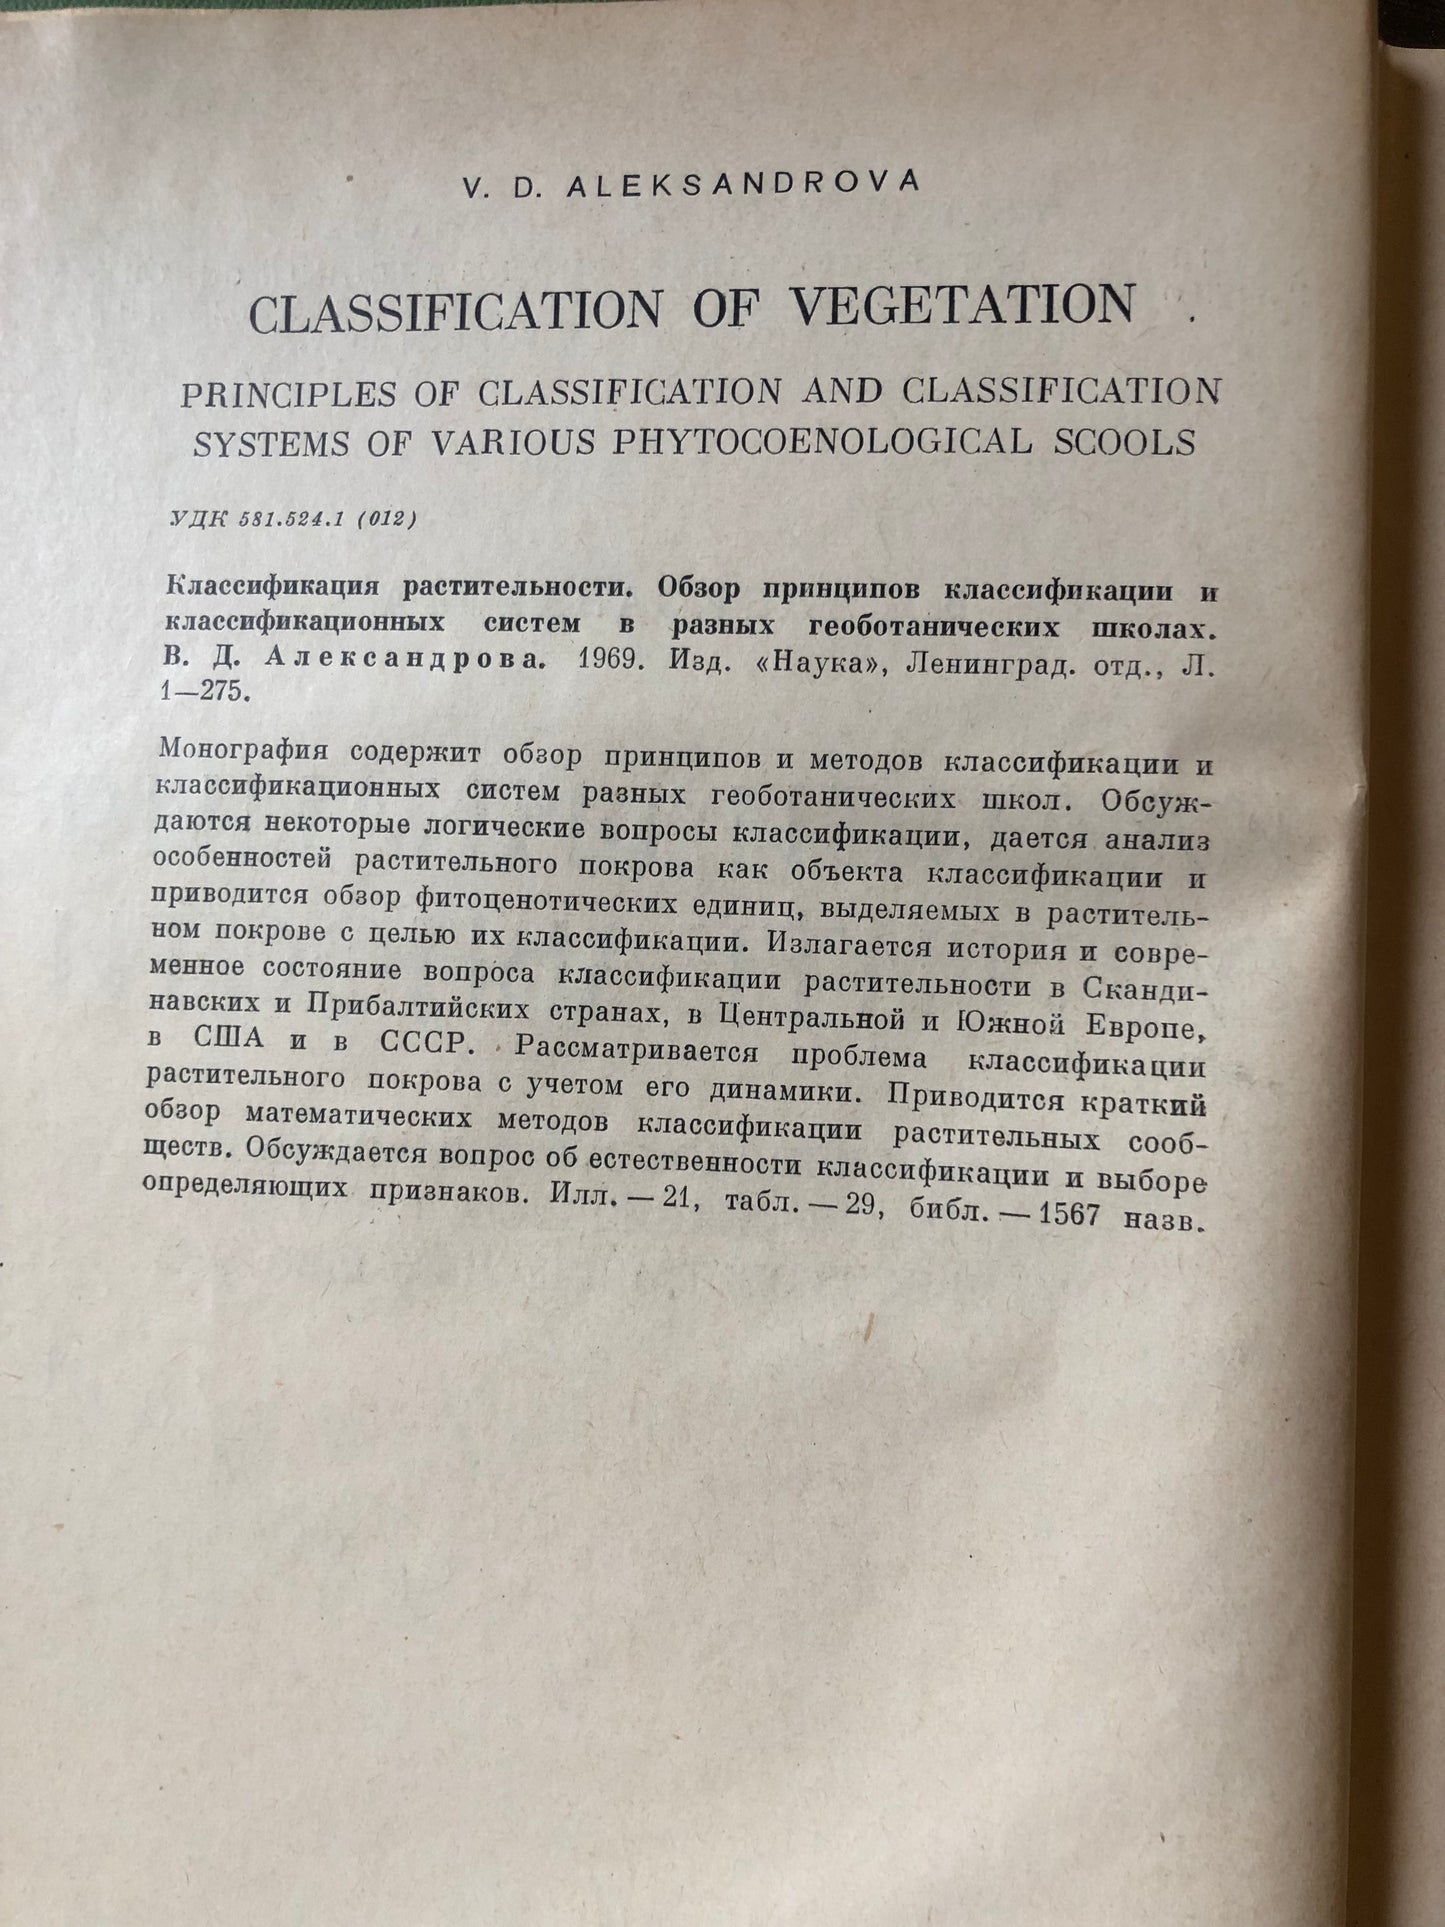 V. D. ALEKSANDROVA
CLASSIFICATION OF VEGETATION
PRINCIPLES OF CLASSIFICATION AND CLASSIFICATION
SYSTEMS OF VARIOUS PHYTOCOENOLOGICAL SCOOLS
УДК 581.524.1 (012)
Классификация растительности. Обзор принципов классификации и
классификационных систем в разных геоботанических школах.
В. Д. Александрова. 1969. Изд. «Наука», Ленинград. отд., Л.
1—275.
Монография содержит обзор принципов и методов классификации и
классификационных систем разных геоботанических школ. Обсуж-
даются некоторые логические вопросы классификации, дается анализ
особенностей растительного покрова как объекта классификации и
приводится обзор фитоценотических единиц, выделяемых в раститель-
ном покрове с целью их классификации. Излагается история и совре-
менное состояние вопроса классификации растительности в Сканди-
навских и Прибалтийских странах, в Центральной и Южной Европе,
в США и в СССР. Рассматривается проблема классификации
растительного покрова с учетом его динамики. Приводится краткий
обзор математических методов классификации растительных сооб-
ществ. Обсуждается вопрос об естественности классификации и выборе
определяющих признаков. Илл. — 21, табл. — 29, библ. — 1567 назв.